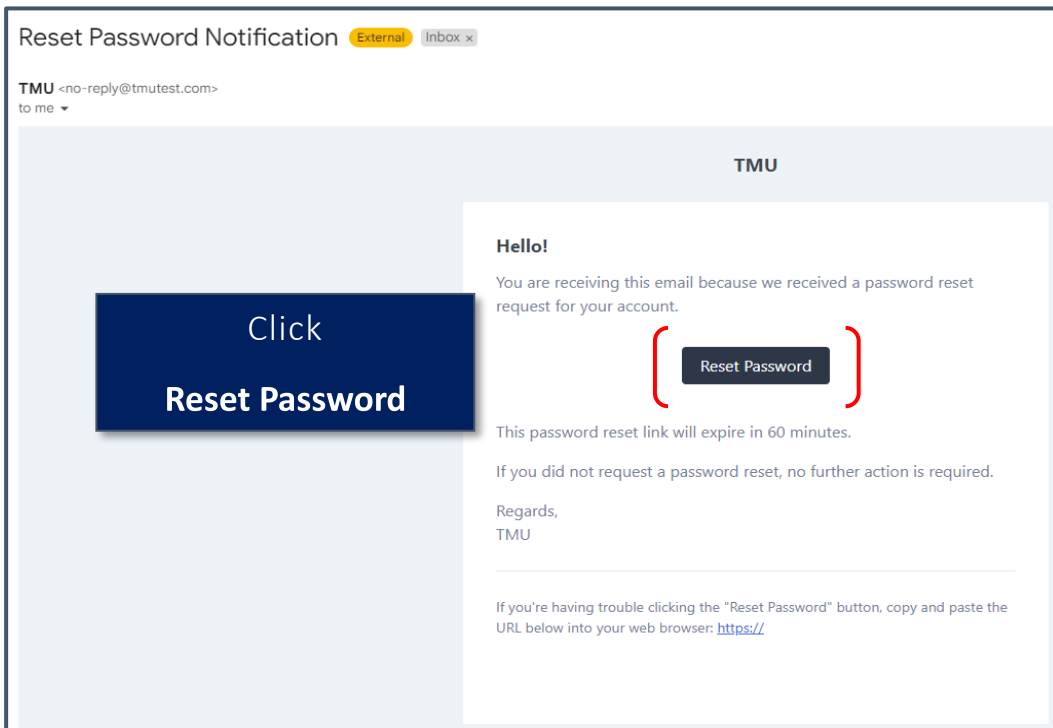 Reset Password Notification External Inbox ×
TMU <no-reply@tmutest.com>
to me
TMU
Hello!
You are receiving this email because we received a password reset
request for your account.
Click
Reset Password
Reset Password
This password reset link will expire in 60 minutes.
If you did not request a password reset, no further action is required.
Regards,
TMU
If you're having trouble clicking the "Reset Password" button, copy and paste the
URL below into your web browser: https://